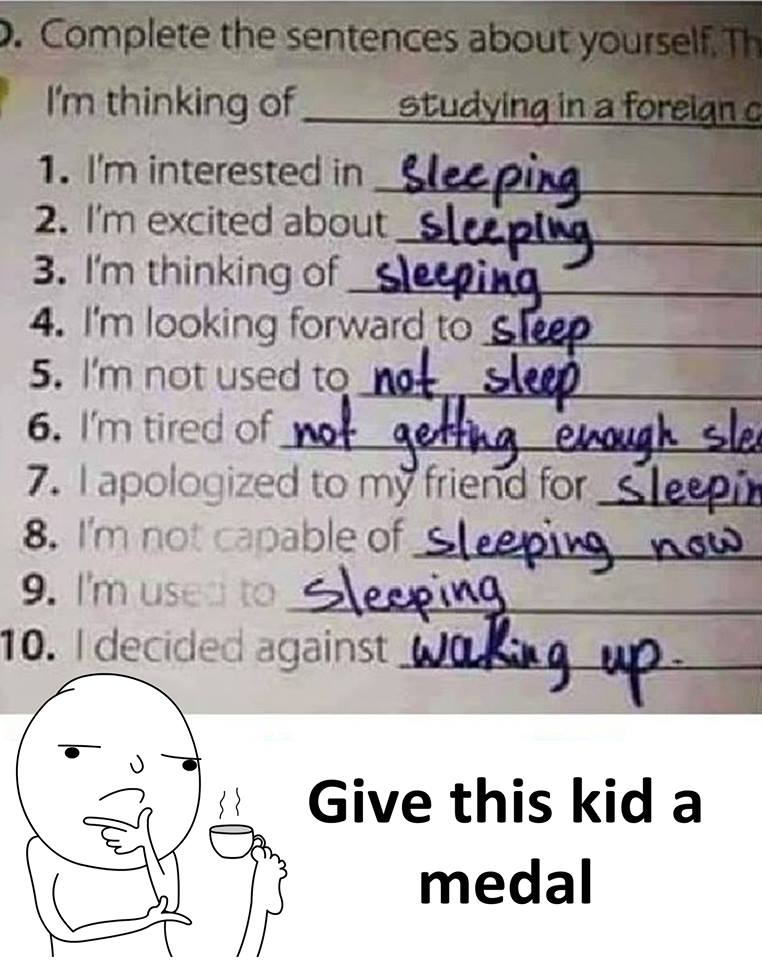 D. Complete the sentences about yourself. Th
I'm thinking of ____ studying in a foreign c
1. I'm interested in sleeping
2. I'm excited about sleeping
3. I'm thinking of sleeping
4. I'm looking forward to sleep
5. I'm not used to not sleep
6. I'm tired of not getting enough slee
7. I apologized to my friend for sleepin
8. I'm not capable of sleeping now
9. I'm used to sleeping
10. I decided against waking up.
Give this kid a
medal